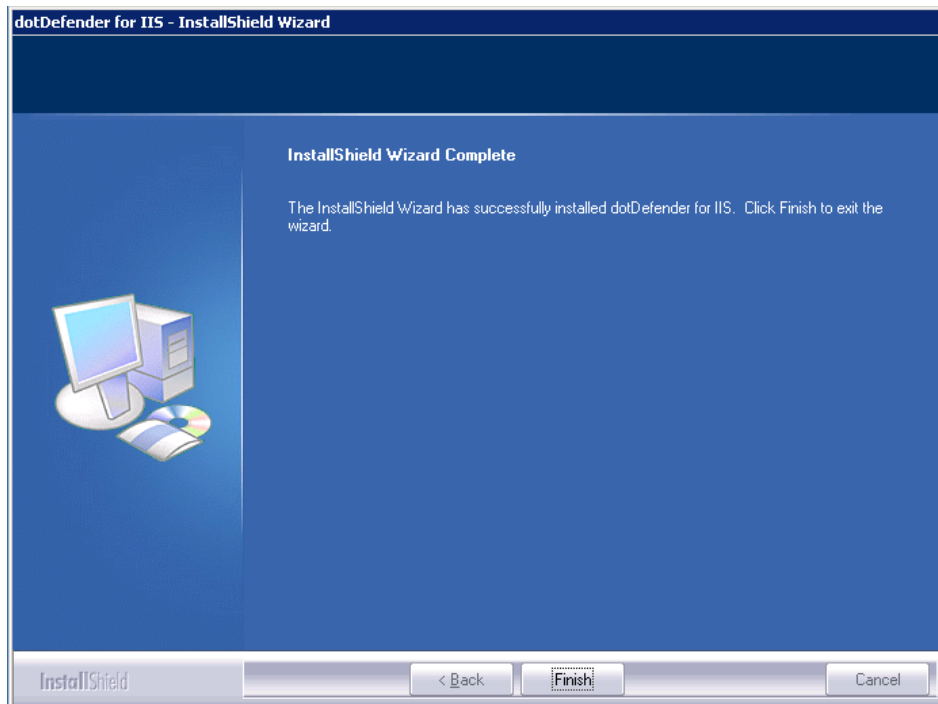 dotDefender for IIS - InstallShield Wizard
InstallShield Wizard Complete
The InstallShield Wizard has successfully installed dotDefender for IIS. Click Finish to exit the
wizard.
InstallShield
< Back
Finish
Cancel